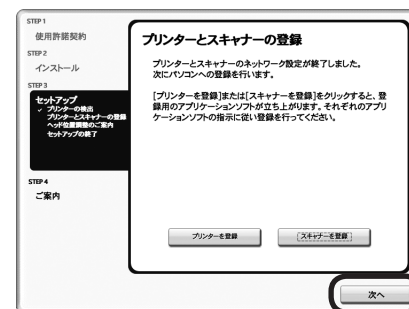 STEP 1
使用許諾契約
STEP 2
インストール
STEP 3
セットアップ
✓ プリンターの検出
プリンターとスキャナーの登録
ヘッド位置調整のご案内
セットアップの終了
STEP 4
ご案内
プリンターとスキャナーの登録
プリンターとスキャナーのネットワーク設定が終了しました。
次にパソコンへの登録を行います。
[プリンターを登録]または[スキャナーを登録]をクリックすると、登
録用のアプリケーションソフトが立ち上がります。それぞれのアプリ
ケーションソフトの指示に従い登録を行ってください。
プリンターを登録
スキャナーを登録
次へ